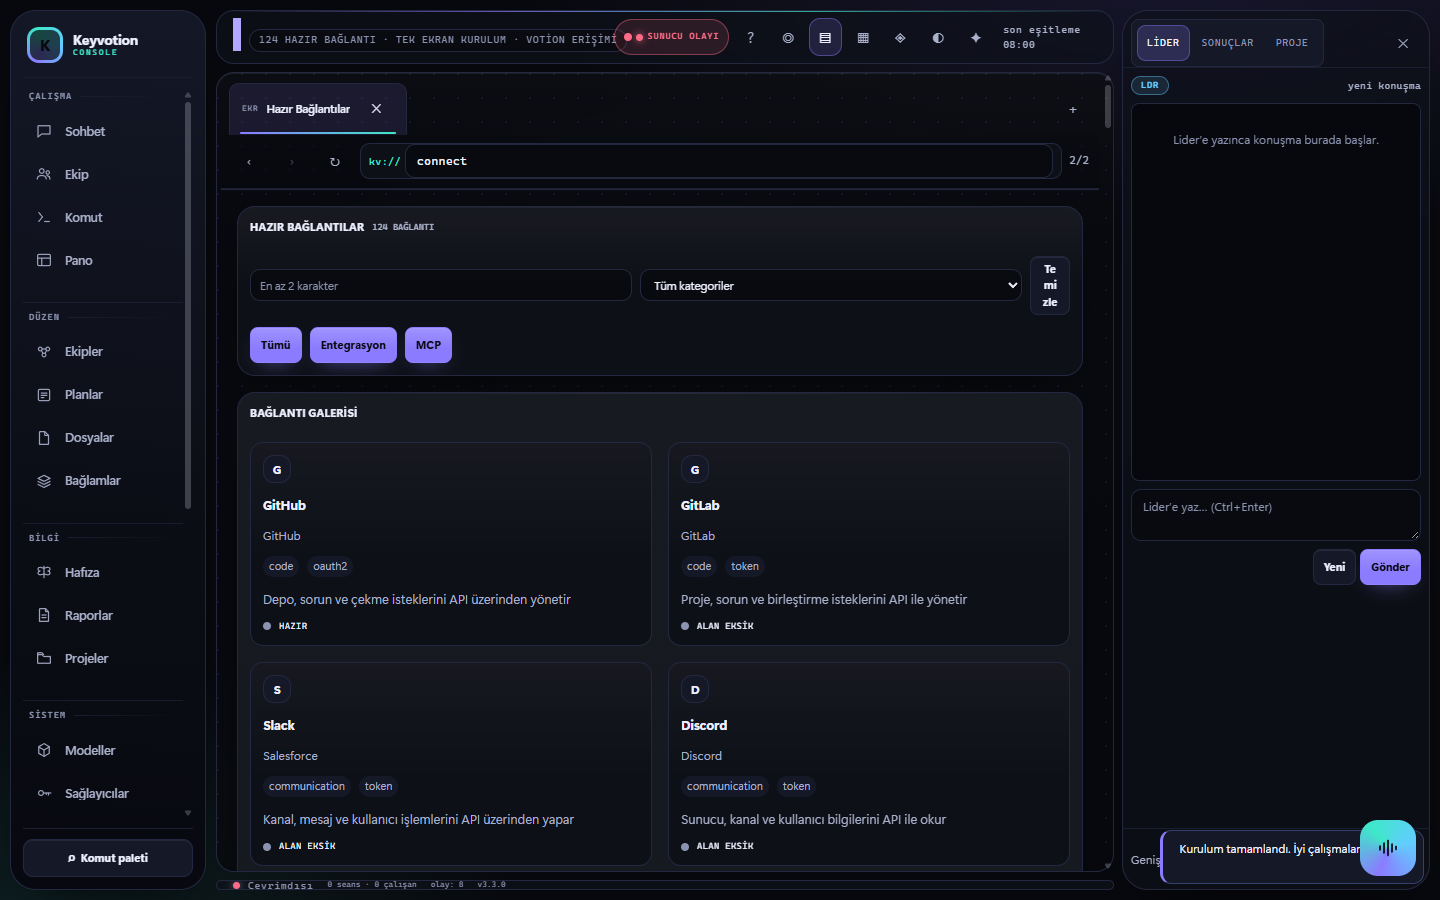 K
Keyvotion
CONSOLE
ÇALIŞMA
Sohbet
Ekip
Komut
Pano
DÜZEN
Ekipler
Planlar
Dosyalar
Bağlamlar
BİLGİ
Hafıza
Raporlar
Projeler
SİSTEM
Modeller
Sağlayıcılar
Komut paleti
124 HAZIR BAĞLANTI · TEK EKRAN KURULUM · VOTİON ERİŞİMİ
SUNUCU OLAYI
?
son eşitleme
08:00
EKR Hazır Bağlantılar
+
kv:// connect
2/2
HAZIR BAĞLANTILAR 124 BAĞLANTI
En az 2 karakter
Tüm kategoriler
Te
mi
zle
Tümü
Entegrasyon
MCP
BAĞLANTI GALERİSİ
G
GitHub
GitHub
code oauth2
Depo, sorun ve çekme isteklerini API üzerinden yönetir
HAZIR
G
GitLab
GitLab
code token
Proje, sorun ve birleştirme isteklerini API ile yönetir
ALAN EKSİK
S
Slack
Salesforce
communication token
Kanal, mesaj ve kullanıcı işlemlerini API üzerinden yapar
ALAN EKSİK
D
Discord
Discord
communication token
Sunucu, kanal ve kullanıcı bilgilerini API ile okur
ALAN EKSİK
Çevrimdışı 0 seans · 0 çalışan olay: 8 v3.3.0
LİDER
SONUÇLAR
PROJE
LDR
yeni konuşma
Lider'e yazınca konuşma burada başlar.
Lider'e yaz... (Ctrl+Enter)
Yeni
Gönder
Geniş
Kurulum tamamlandı. İyi çalışmalar